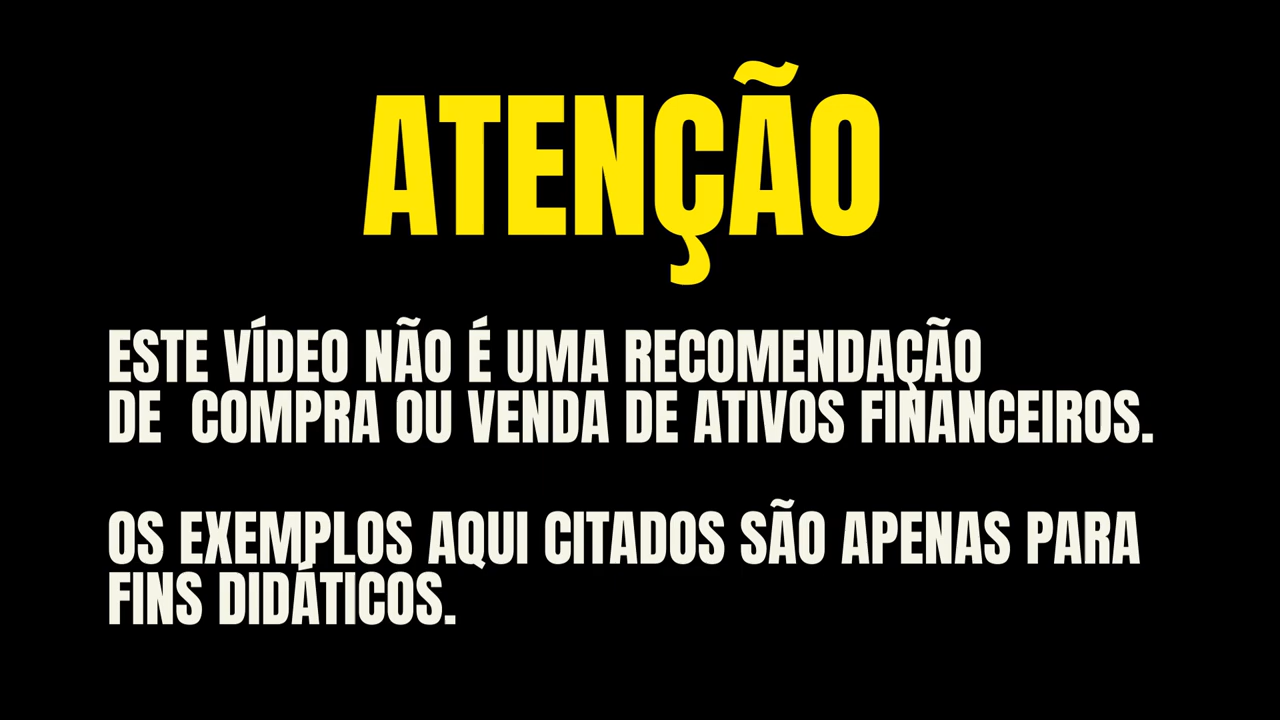 ATENÇÃO
ESTE VÍDEO NÃO É UMA RECOMENDAÇÃO
DE COMPRA OU VENDA DE ATIVOS FINANCEIROS.
OS EXEMPLOS AQUI CITADOS SÃO APENAS PARA
FINS DIDÁTICOS.